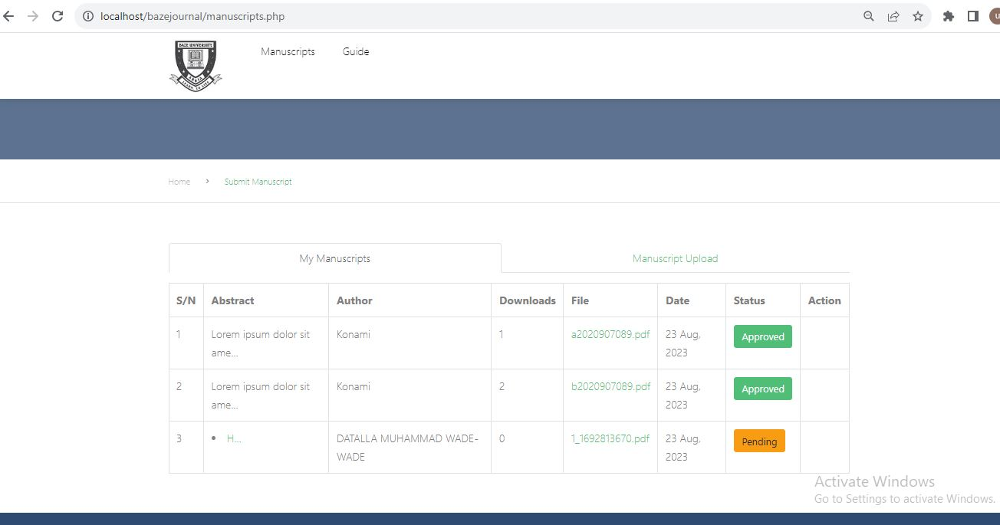 localhost/bazejournal/manuscripts.php
u
BAZE UNIVERSITY
ABUJA
Manuscripts Guide
Home > Submit Manuscript
My Manuscripts Manuscript Upload
S/N Abstract Author Downloads File Date Status Action
1 Lorem ipsum dolor sit Konami 1 a2020907089.pdf 23 Aug, Approved
ame... 2023
2 Lorem ipsum dolor sit Konami 2 b2020907089.pdf 23 Aug, Approved
ame... 2023
3 • H... DATALLA MUHAMMAD WADE- 0 1_1692813670.pdf 23 Aug, Pending
WADE 2023
Activate Windows
Go to Settings to activate Windows.